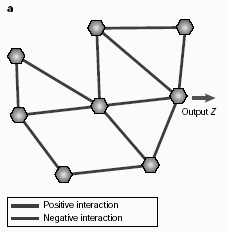 a
Output Z
Positive interaction
Negative interaction